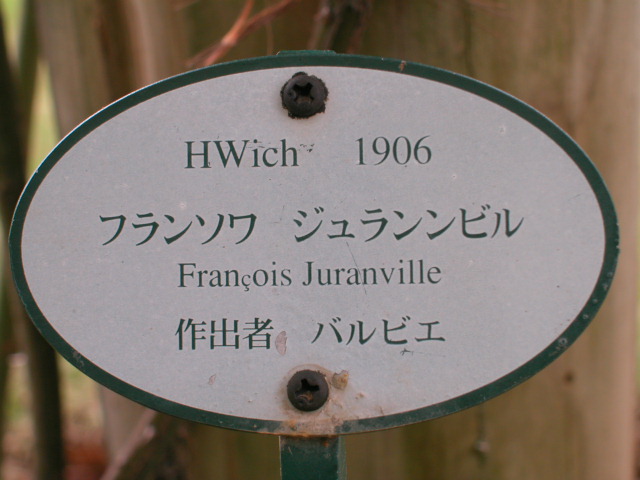 HWich 1906
フランソワ ジュランンビル
François Juranville
作出者 バルビエ